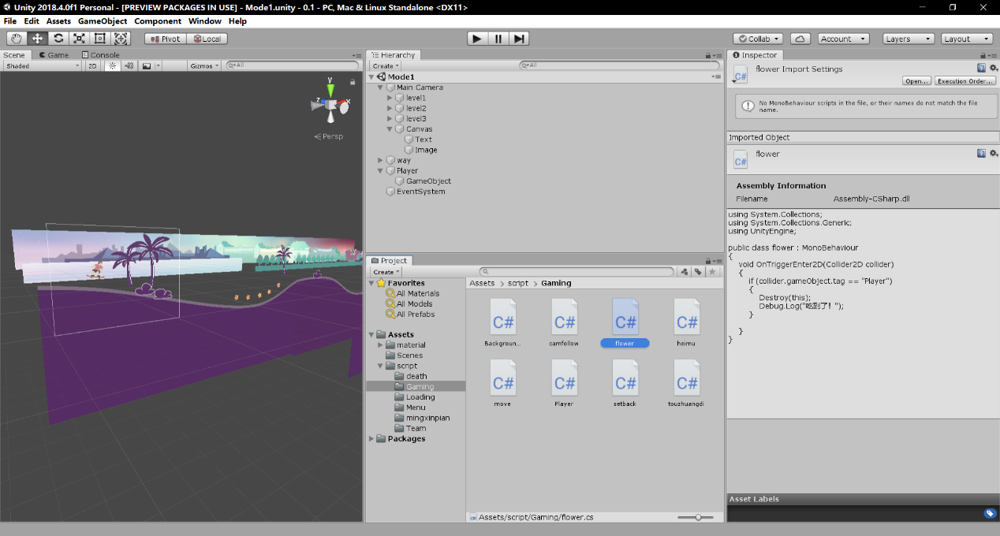 Unity 2018.4.0f1 Personal - [PREVIEW PACKAGES IN USE] - Mode1.unity - 0.1 - PC, Mac & Linux Standalone <DX11>
File Edit Assets GameObject Component Window Help
Pivot Local Collab Account Layers Layout
Scene Game Console
Shaded 2D Gizmos All
Hierarchy
Create All
Mode1
Main Camera
level1
level2
level3
Canvas
Text
Image
way
Player
GameObject
EventSystem
y
z x
Persp
Project
Create
Favorites
All Materials
All Models
All Prefabs
Assets
material
Scenes
script
death
Gaming
Loading
Menu
mingxinpian
Team
Packages
Assets > script > Gaming
C# C# C# C#
Backgroun... camfollow flower heimu
C# C# C# C#
move Player setback touzhuangdi
Assets/script/Gaming/flower.cs
Inspector
C#
flower Import Settings
Open... Execution Order...
No MonoBehaviour scripts in the file, or their names do not match the file
name.
Imported Object
C#
flower
Assembly Information
Filename Assembly-CSharp.dll
using System.Collections;
using System.Collections.Generic;
using UnityEngine;
public class flower : MonoBehaviour
{
void OnTriggerEnter2D(Collider2D collider)
{
if (collider.gameObject.tag == "Player")
{
Destroy(this);
Debug.Log("吃到了！");
}
}
}
Asset Labels